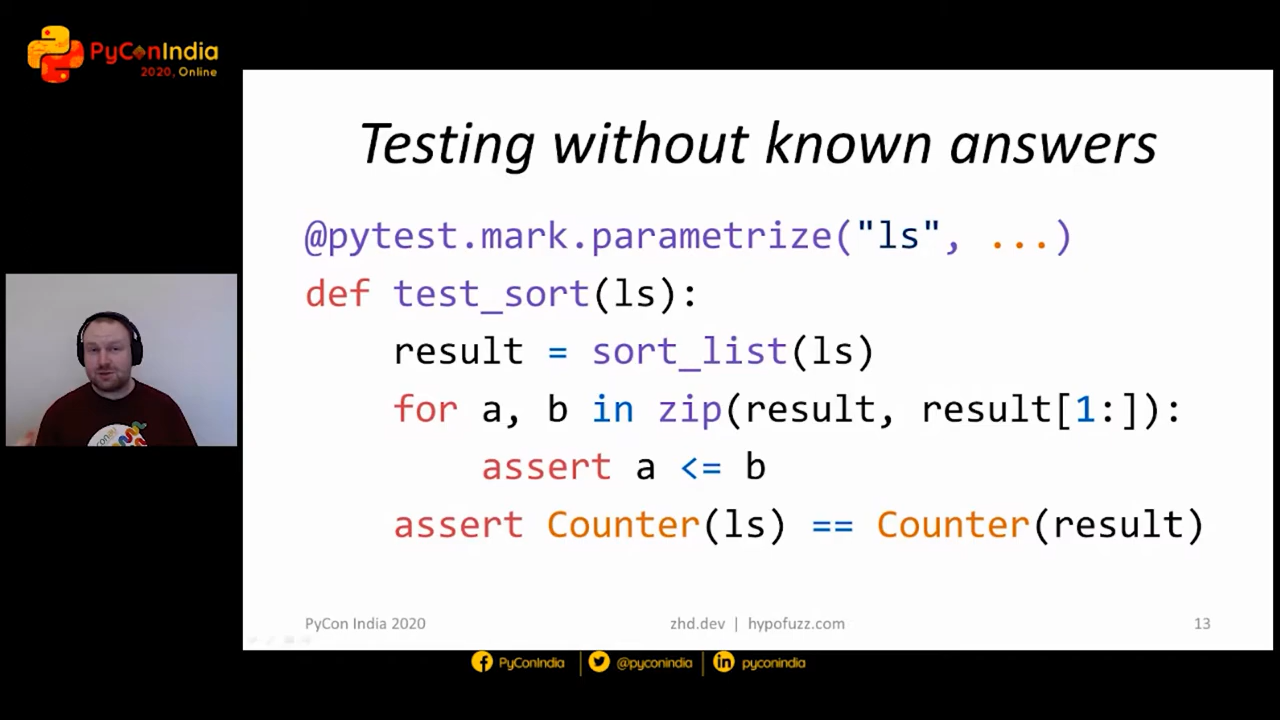 PyConIndia
2020, Online
Testing without known answers
@pytest.mark.parametrize("ls", ...)
def test_sort(ls):
    result = sort_list(ls)
    for a, b in zip(result, result[1:]):
        assert a <= b
    assert Counter(ls) == Counter(result)
PyCon India 2020 zhd.dev | hypofuzz.com 13
PyConIndia @pyconindia pyconindia